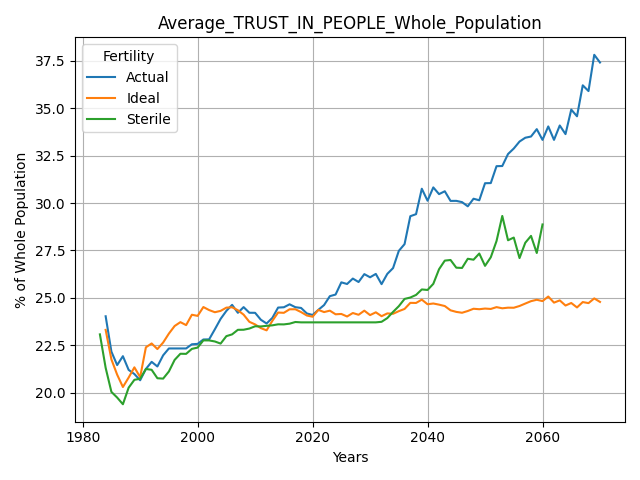 Average_TRUST_IN_PEOPLE_Whole_Population
Fertility
Actual
Ideal
Sterile
% of Whole Population
37.5
35.0
32.5
30.0
27.5
25.0
22.5
20.0
1980 2000 2020 2040 2060
Years